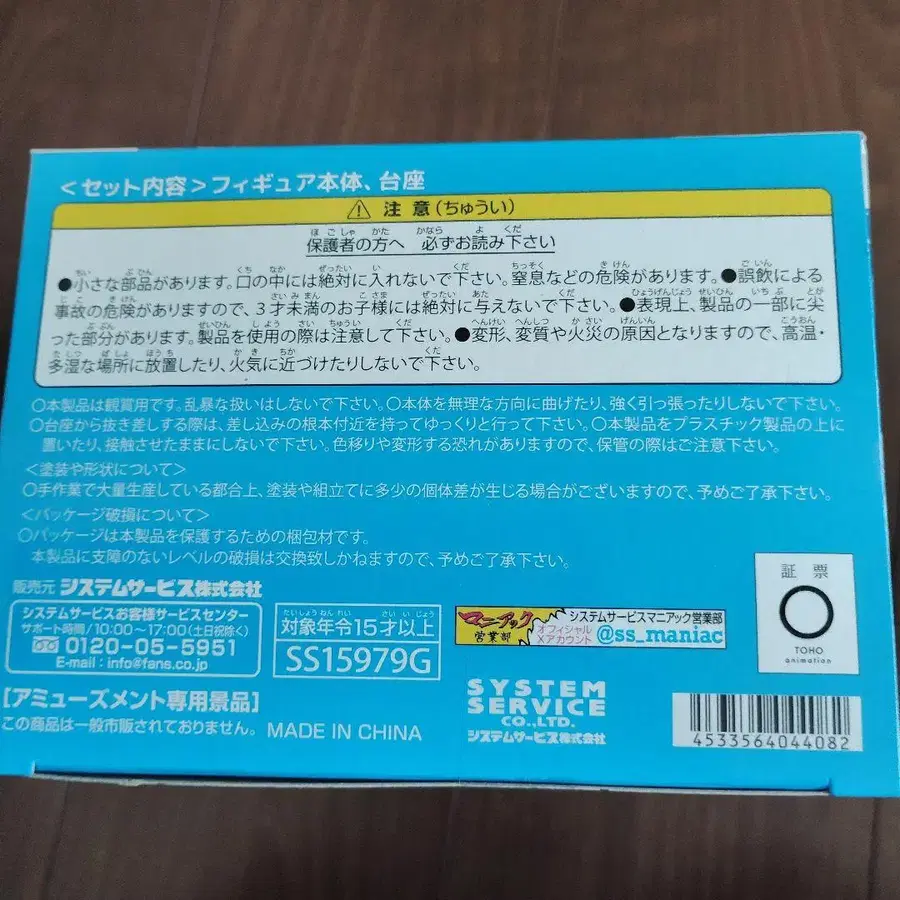 <セット内容>フィギュア本体、台座
⚠ 注意(ちゅうい)
保護者の方へ 必ずお読み下さい
●小さな部品があります。口の中には絶対に入れないで下さい。窒息などの危険があります。●誤飲による
事故の危険がありますので、3才未満のお子様には絶対に与えないで下さい。●表現上、製品の一部に尖
った部分があります。製品を使用の際は注意して下さい。●変形、変質や火災の原因となりますので、高温・
多湿な場所に放置したり、火気に近づけたりしないで下さい。
○本製品は観賞用です。乱暴な扱いはしないで下さい。○本体を無理な方向に曲げたり、強く引っ張ったりしないで下さい。
○台座から抜き差しする際は、差し込みの根本付近を持ってゆっくりと行って下さい。○本製品をプラスチック製品の上に
置いたり、接触させたままにしないで下さい。色移りや変形する恐れがありますので、保管の際はご注意下さい。
<塗装や形状について>
○手作業で大量生産している都合上、塗装や組立てに多少の個体差が生じる場合がございますので、予めご了承下さい。
<パッケージ破損について>
○パッケージは本製品を保護するための梱包材です。
本製品に支障のないレベルの破損は交換致しかねますので、予めご了承下さい。
販売元 システムサービス株式会社
システムサービスお客様サービスセンター
サポート時間/10:00〜17:00(土日祝除く)
0120-05-5951
E-mail : info@fans.co.jp
たいしょうねんれい さいいじょう
対象年令15才以上
SS15979G
マニアック
営業部
オフィシャル
Xアカウント
システムサービスマニアック営業部
@ss_maniac
証票
TOHO
animation
[アミューズメント専用景品]
この商品は一般市販されておりません。 MADE IN CHINA
SYSTEM
SERVICE
CO.,LTD.
システムサービス株式会社
4533564044082